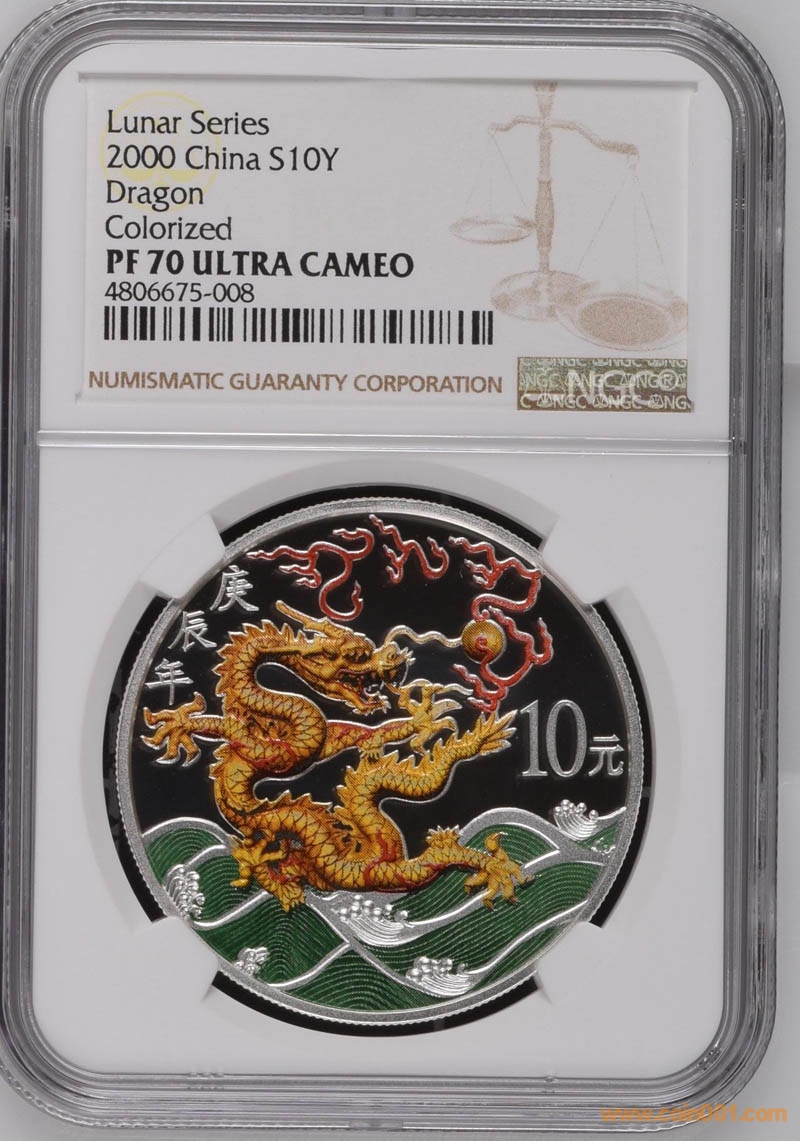 Lunar Series
2000 China S10Y
Dragon
Colorized
PF 70 ULTRA CAMEO
4806675-008
NUMISMATIC GUARANTY CORPORATION
NGC
庚辰年
10元
www.coin001.com